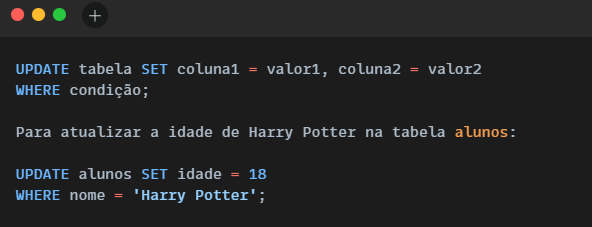 UPDATE tabela SET coluna1 = valor1, coluna2 = valor2
WHERE condição;
Para atualizar a idade de Harry Potter na tabela alunos:
UPDATE alunos SET idade = 18
WHERE nome = 'Harry Potter';